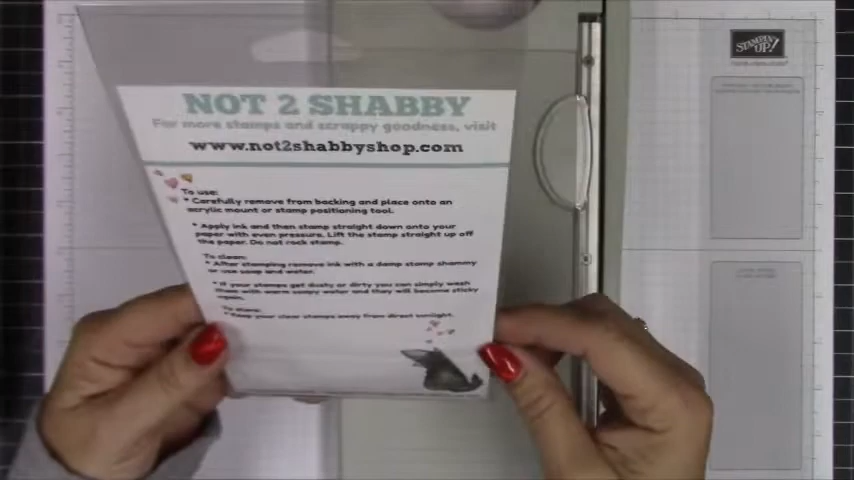 NOT 2 SHABBY
For more stamps and scrappy goodness, visit
www.not2shabbyshop.com
To use:
* Carefully remove from backing and place onto an
acrylic mount or stamp positioning tool.
* Apply ink and then stamp straight down onto your
paper with even pressure. Lift the stamp straight up off
the paper. Do not rock stamp.
To clean:
* After stamping remove ink with a damp stamp shammy
or use soap and water.
* If your stamps get dusty or dirty you can simply wash
them with warm soapy water and they will become sticky
again.
To store:
* Keep your clear stamps away from direct sunlight.
STAMPIN' UP!